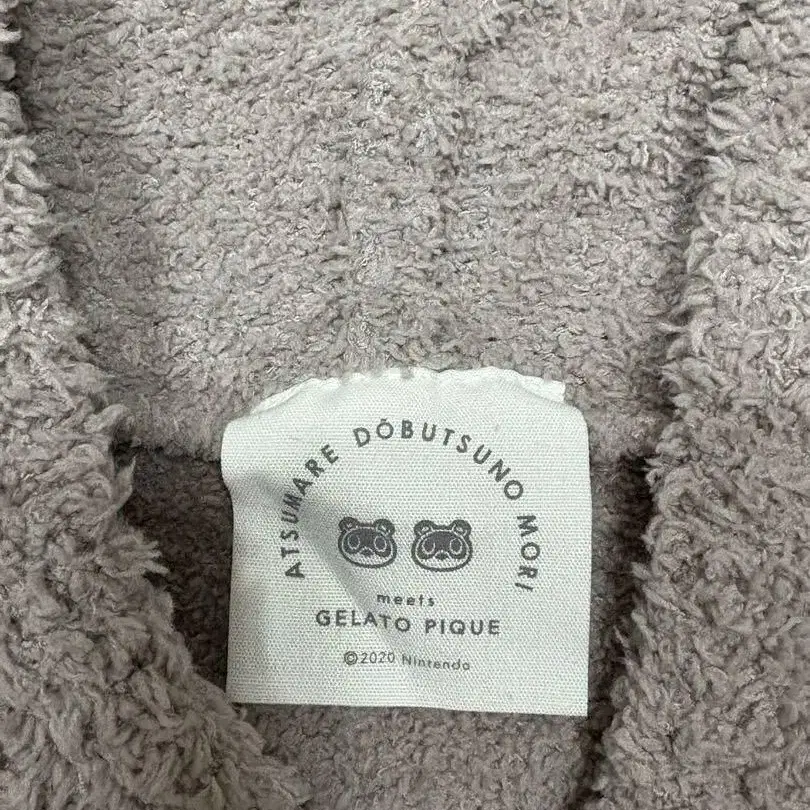 ATSUMARE DŌBUTSUNO MORI
meets
GELATO PIQUE
©2020 Nintendo